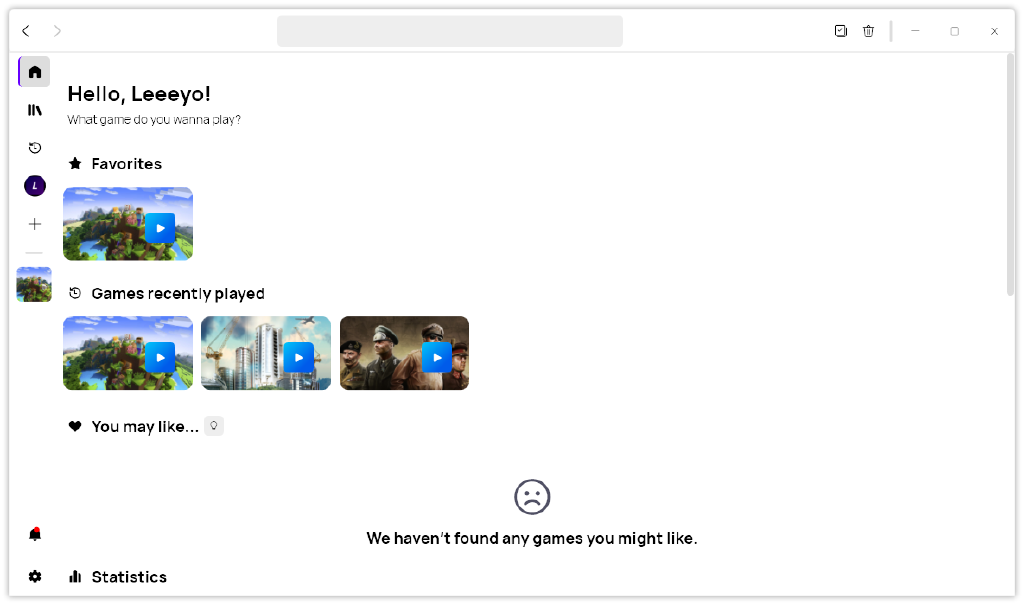 Hello, Leeeyo!
What game do you wanna play?
L
Favorites
Games recently played
You may like...
We haven't found any games you might like.
Statistics